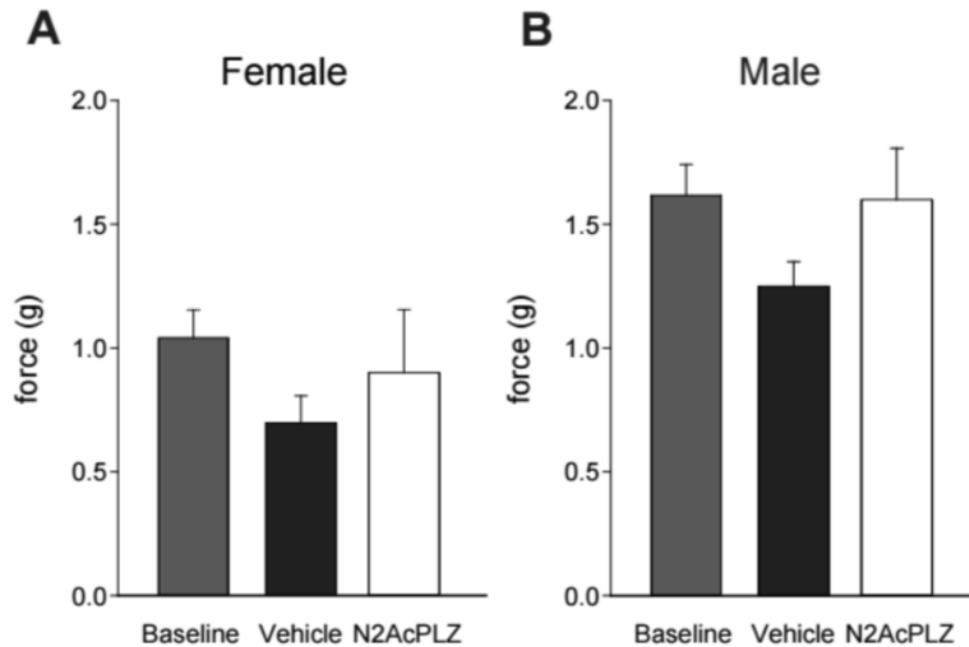 A
Female
force (g)
2.0
1.5
1.0
0.5
0.0
Baseline Vehicle N2AcPLZ
B
Male
force (g)
2.0
1.5
1.0
0.5
0.0
Baseline Vehicle N2AcPLZ